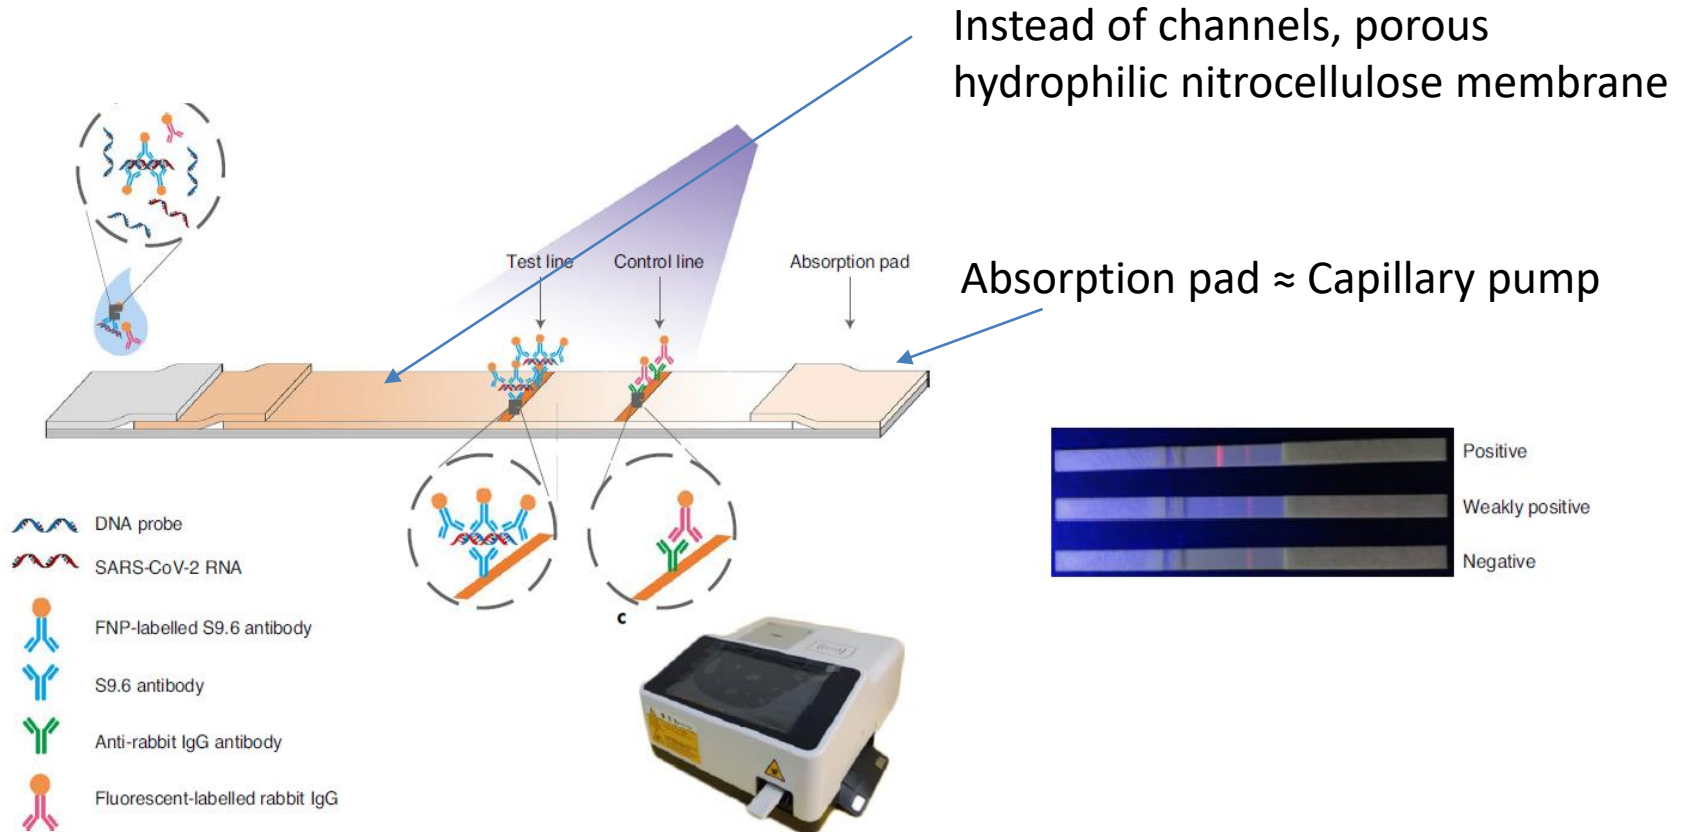 Instead of channels, porous
hydrophilic nitrocellulose membrane
Test line
Control line
Absorption pad
Absorption pad ≈ Capillary pump
Positive
Weakly positive
Negative
DNA probe
SARS-CoV-2 RNA
FNP-labelled S9.6 antibody
S9.6 antibody
Anti-rabbit IgG antibody
Fluorescent-labelled rabbit IgG
c